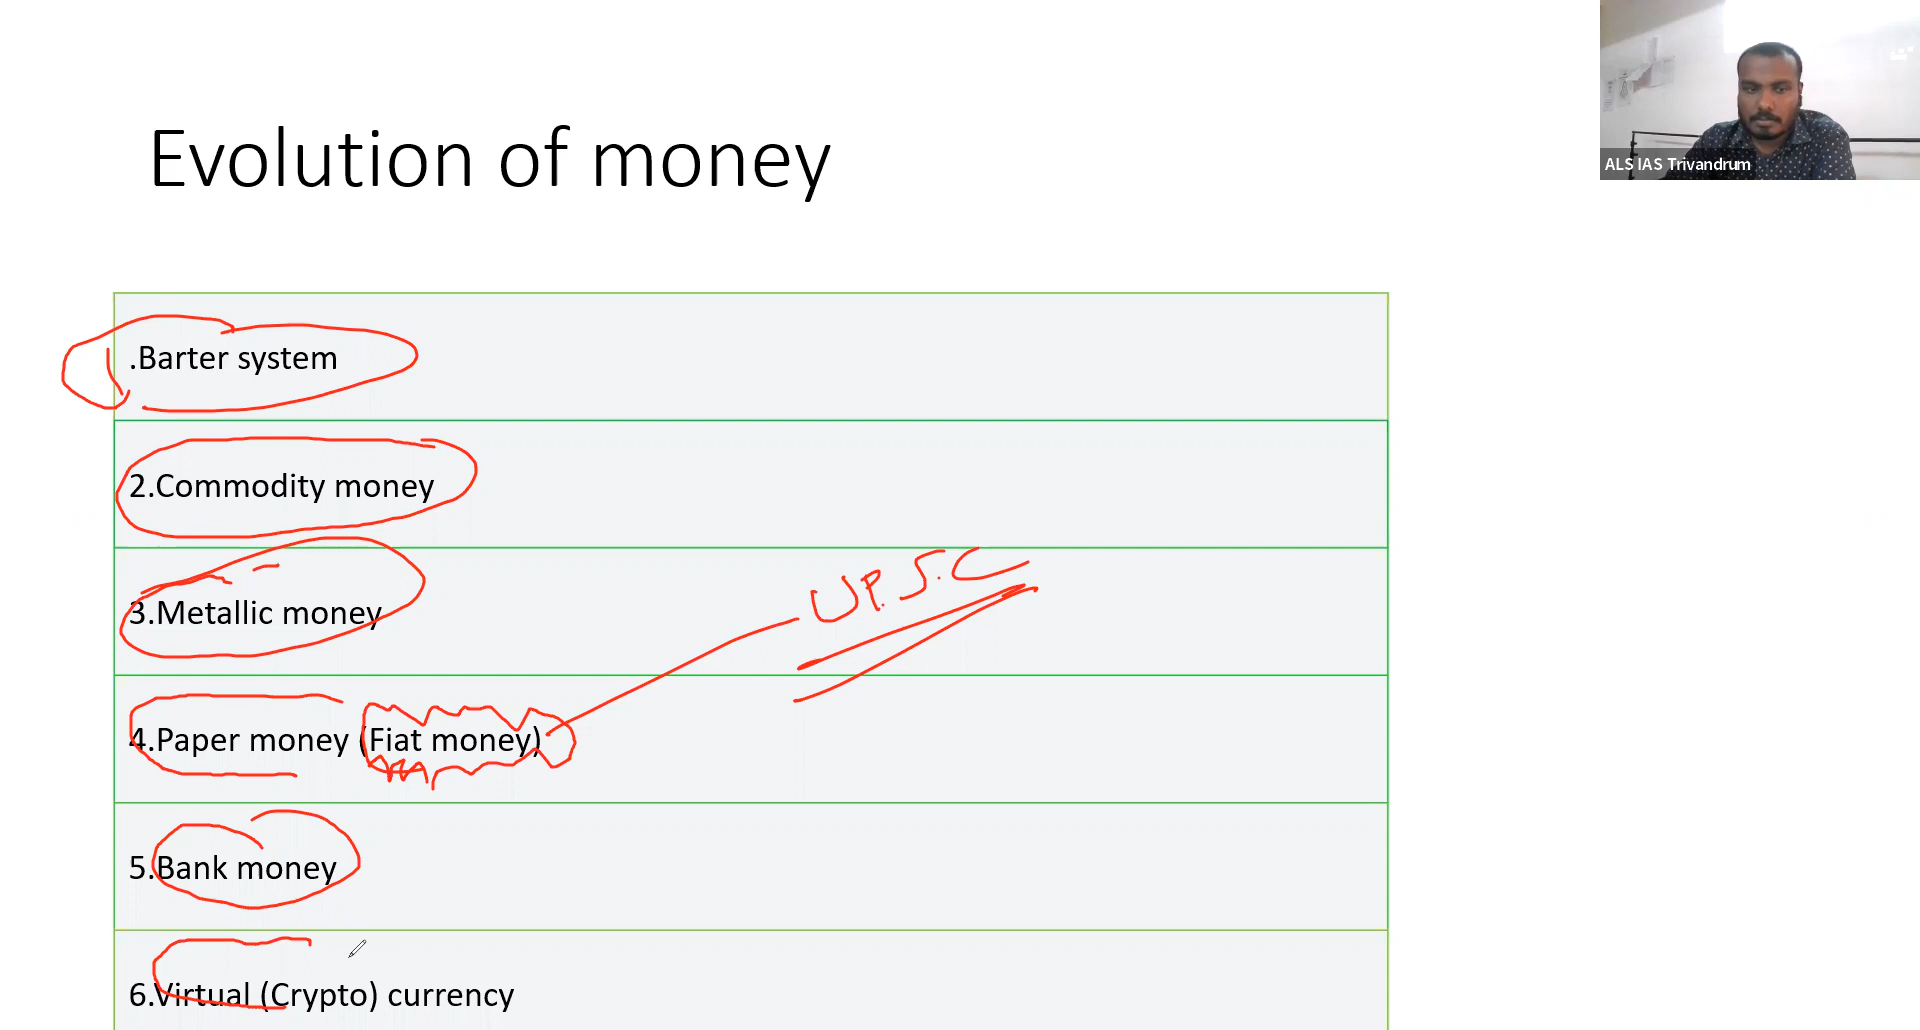 ALS IAS Trivandrum
Evolution of money
.Barter system
2.Commodity money
3.Metallic money
U.P.S.C
4.Paper money (Fiat money)
5.Bank money
6.Virtual (Crypto) currency